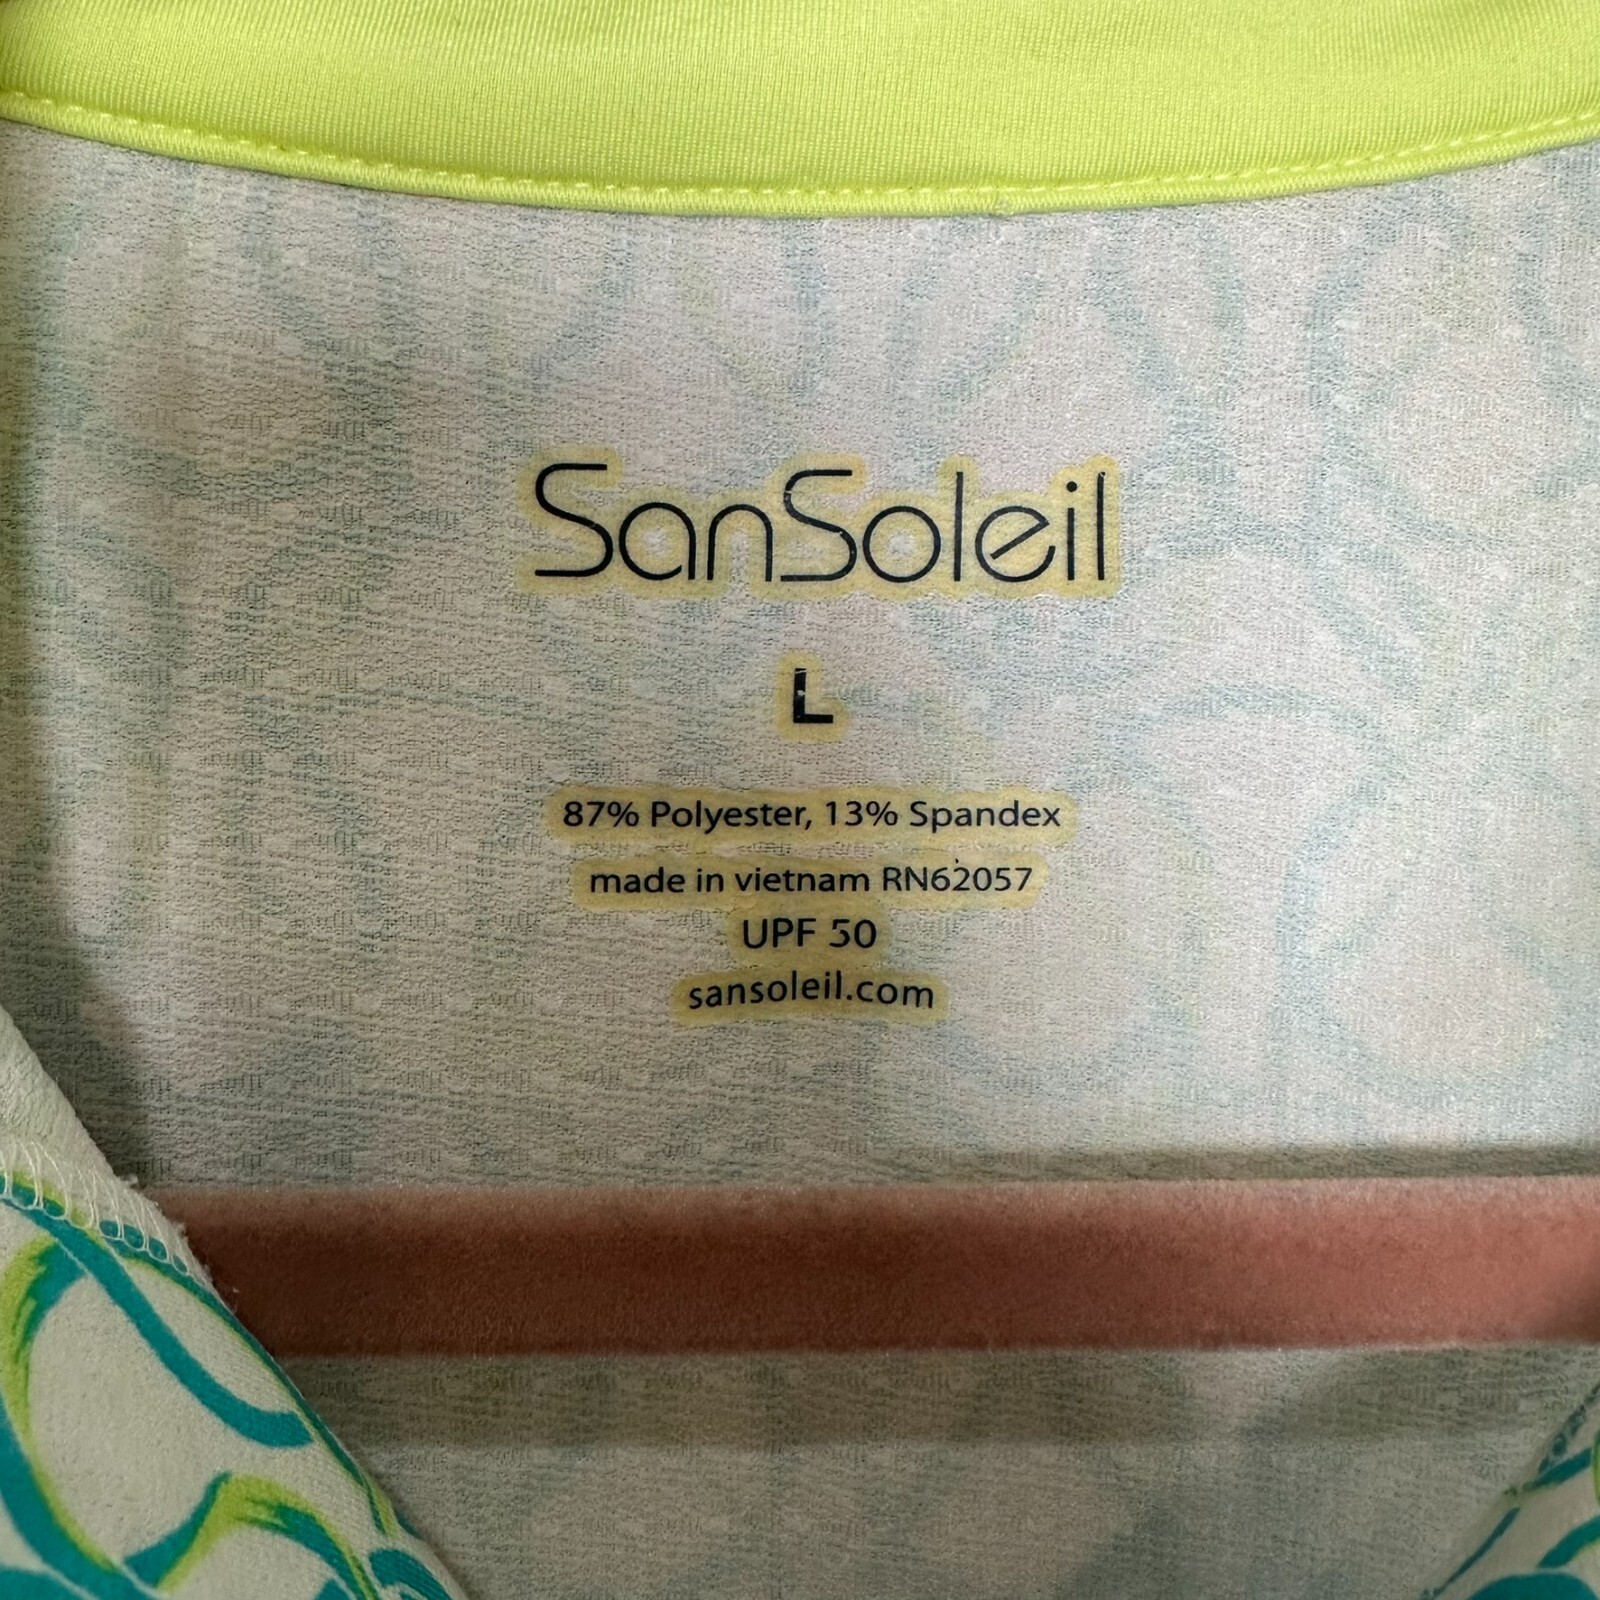 SanSoleil
L
87% Polyester, 13% Spandex
made in vietnam RN62057
UPF 50
sansoleil.com